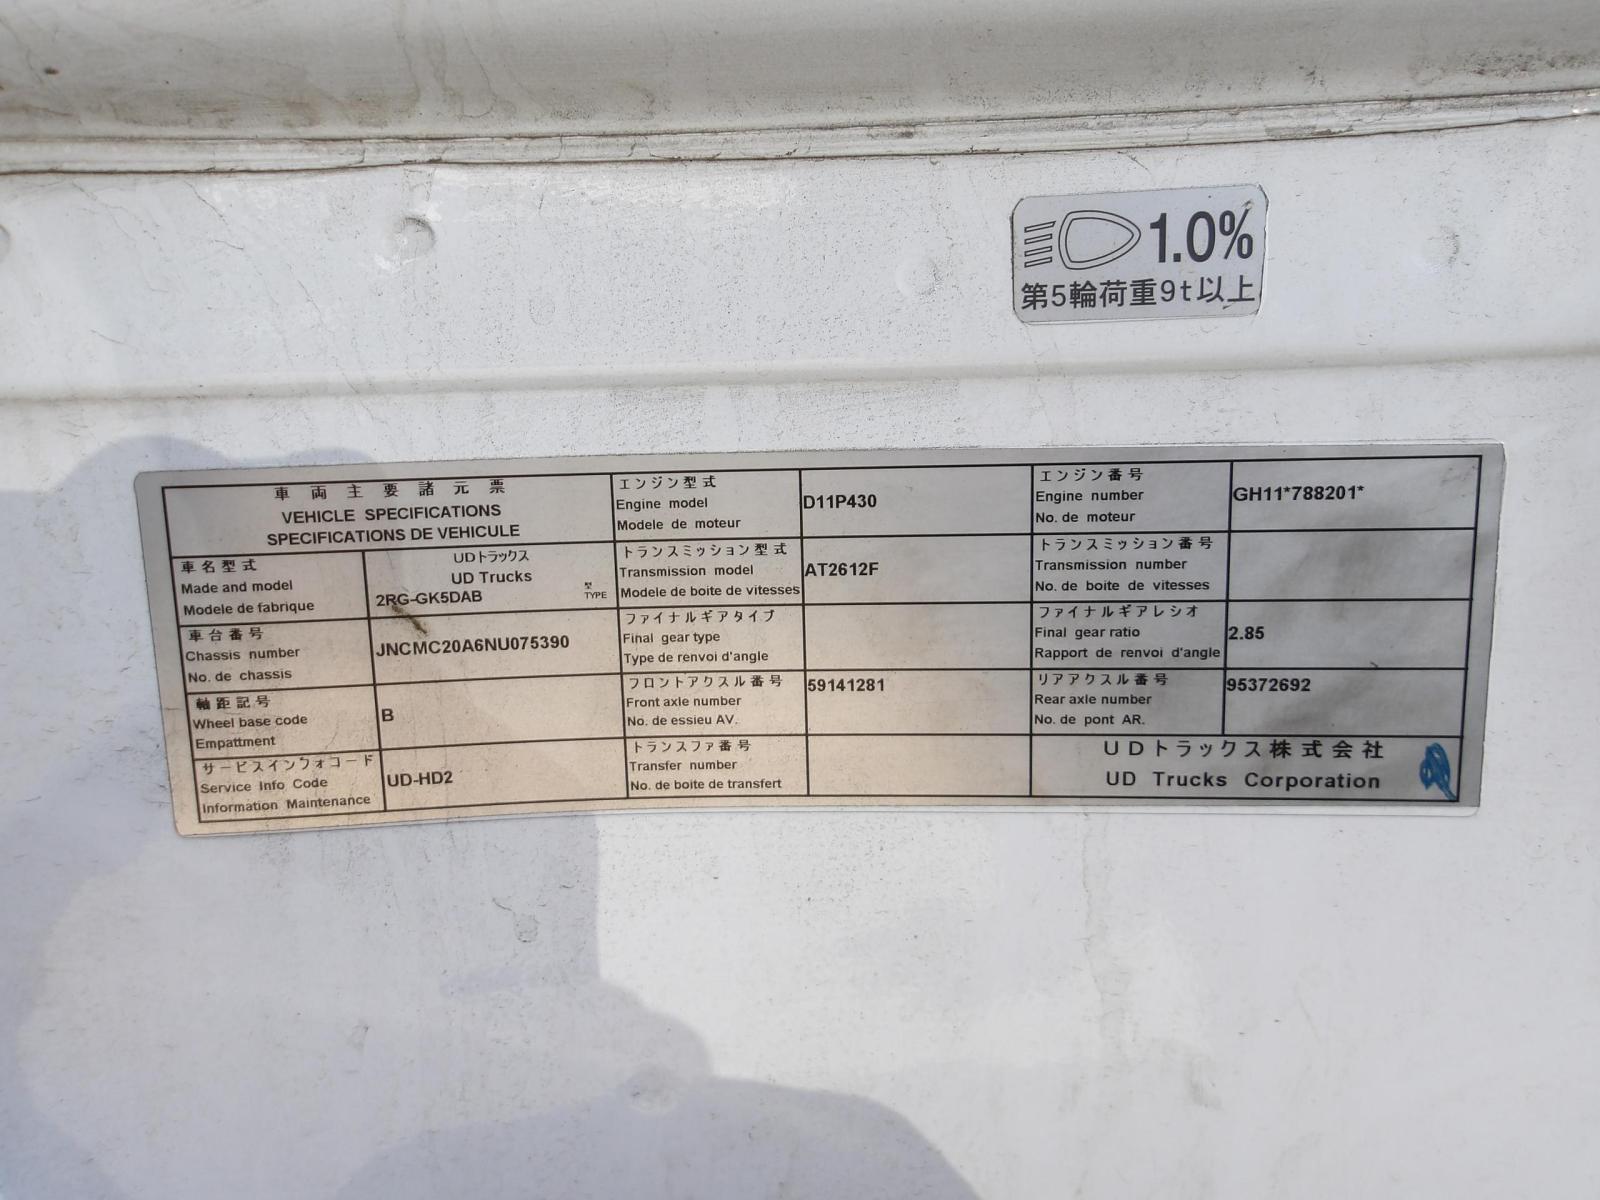 1.0%
第5輪荷重9t以上
車両主要諸元票
VEHICLE SPECIFICATIONS
SPECIFICATIONS DE VEHICULE
車名型式
Made and model
Modele de fabrique
UDトラックス
UD Trucks
2RG-GK5DAB
型
TYPE
車台番号
Chassis number
No. de chassis
JNCMC20A6NU075390
軸距記号
Wheel base code
Empattment
B
サービスインフォコード
Service Info Code
Information Maintenance
UD-HD2
エンジン型式
Engine model
Modele de moteur
D11P430
トランスミッション型式
Transmission model
Modele de boite de vitesses
AT2612F
ファイナルギアタイプ
Final gear type
Type de renvoi d'angle
フロントアクスル番号
Front axle number
No. de essieu AV.
59141281
トランスファ番号
Transfer number
No. de boite de transfert
エンジン番号
Engine number
No. de moteur
GH11*788201*
トランスミッション番号
Transmission number
No. de boite de vitesses
ファイナルギアレシオ
Final gear ratio
Rapport de renvoi d'angle
2.85
リアアクスル番号
Rear axle number
No. de pont AR.
95372692
UDトラックス株式会社
UD Trucks Corporation